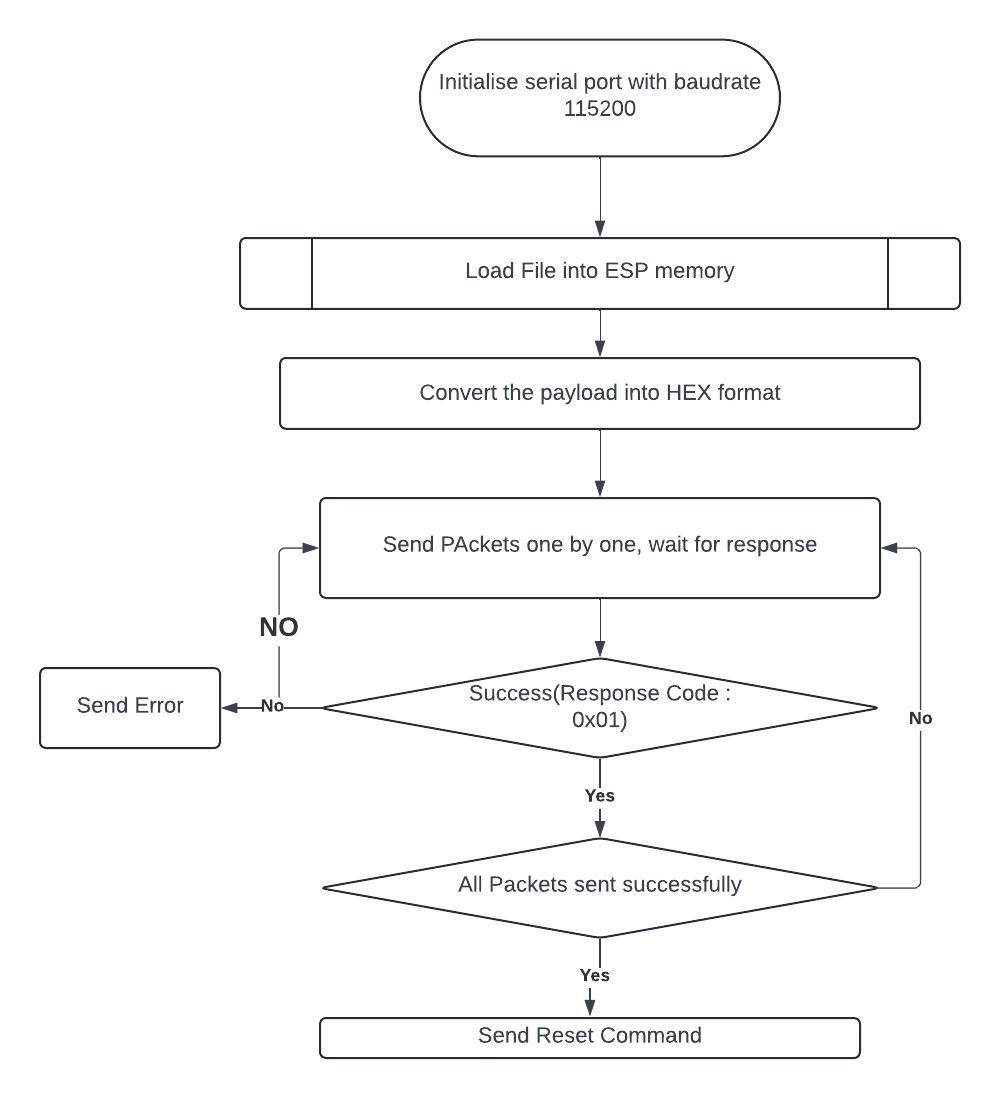 Initialise serial port with baudrate
115200
Load File into ESP memory
Convert the payload into HEX format
Send PAckets one by one, wait for response
NO
Success(Response Code :
0x01)
Send Error
No
No
Yes
All Packets sent successfully
Yes
Send Reset Command